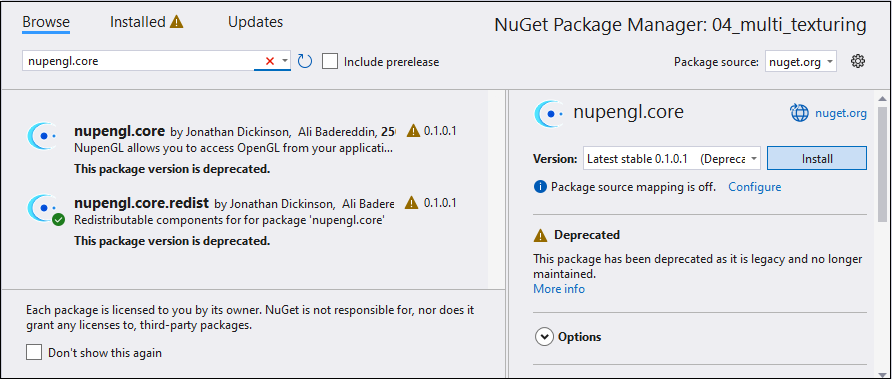 Browse Installed Updates NuGet Package Manager: 04_multi_texturing
nupengl.core Include prerelease Package source: nuget.org
nupengl.core by Jonathan Dickinson, Ali Badereddin, 0.1.0.1
NupenGL allows you to access OpenGL from your applicati...
This package version is deprecated.
nupengl.core.redist by Jonathan Dickinson, Ali Badere 0.1.0.1
Redistributable components for for package 'nupengl.core'
This package version is deprecated.
Each package is licensed to you by its owner. NuGet is not responsible for, nor does it
grant any licenses to, third-party packages.
Don't show this again
nupengl.core nuget.org
Version: Latest stable 0.1.0.1 (Depreca Install
Package source mapping is off. Configure
Deprecated
This package has been deprecated as it is legacy and no longer
maintained.
More info
Options